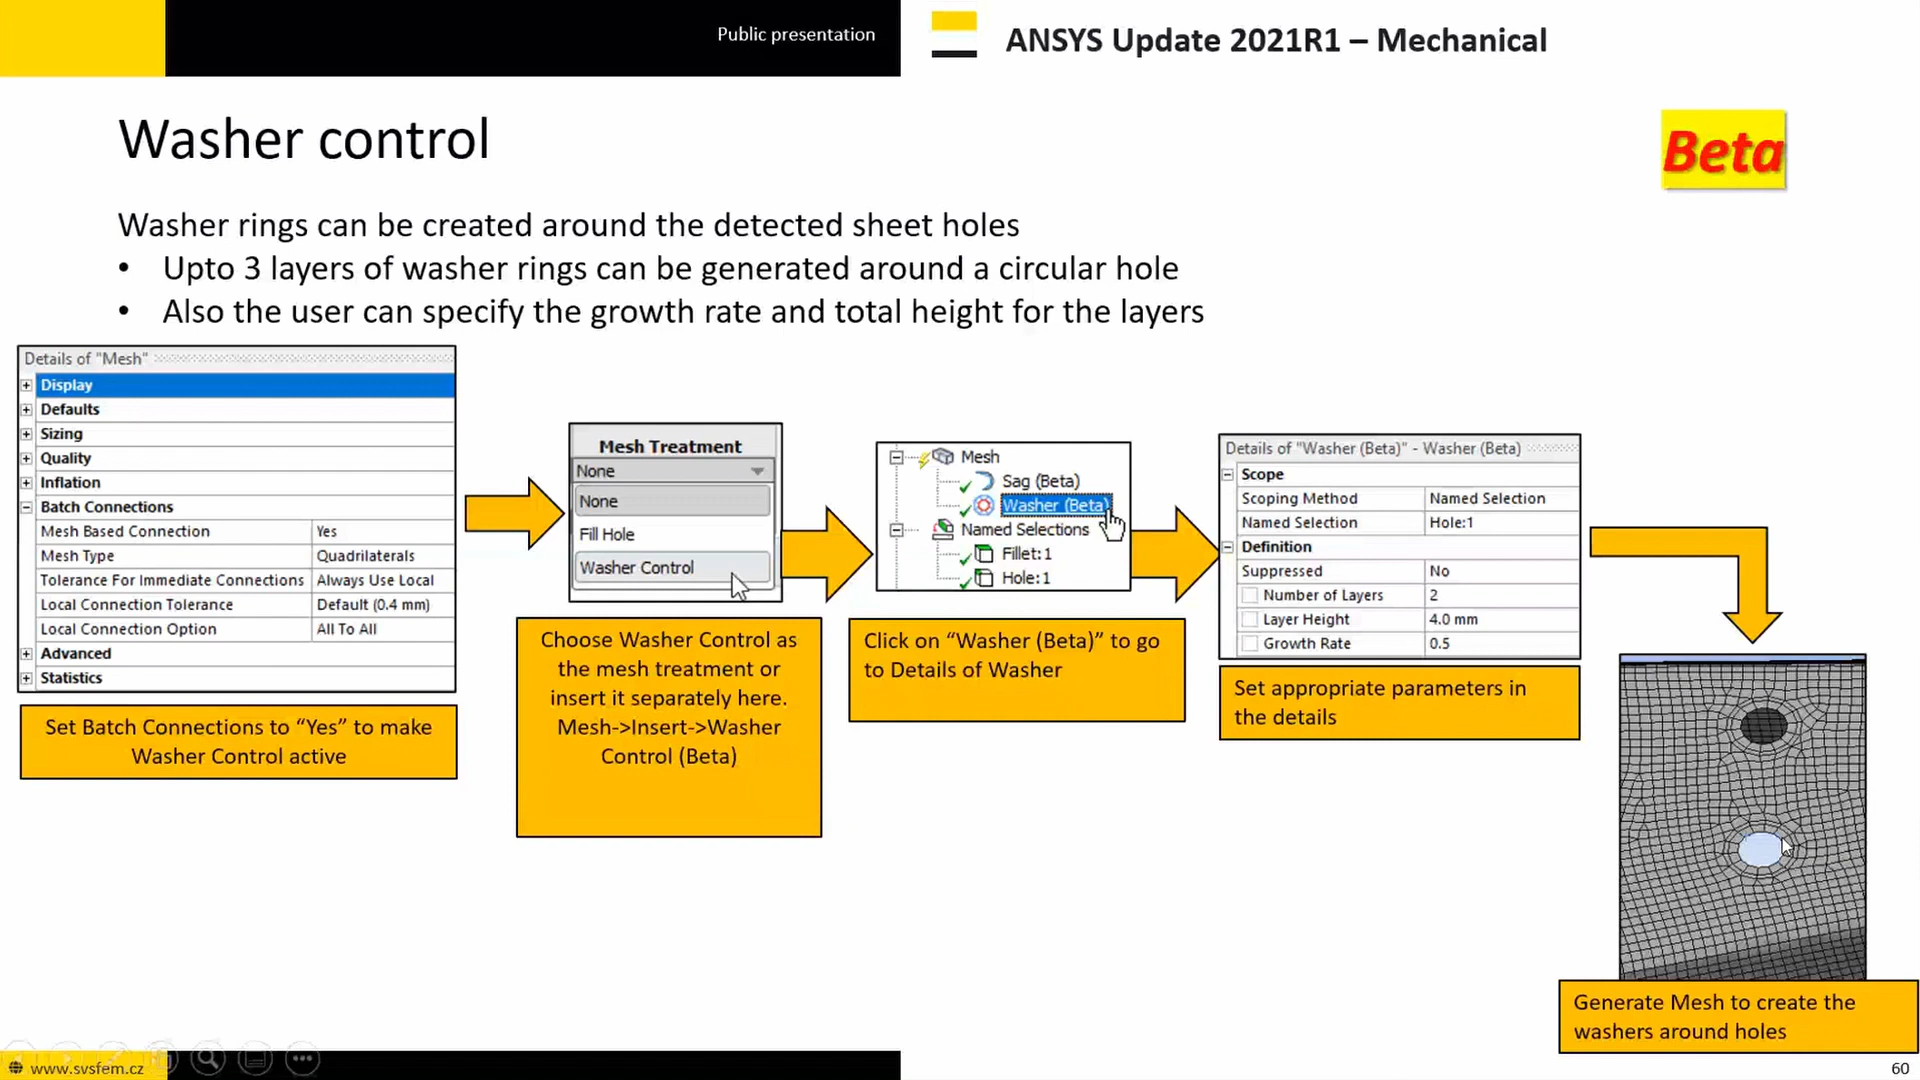 Public presentation
ANSYS Update 2021R1 – Mechanical
Washer control
Beta
Washer rings can be created around the detected sheet holes
• Upto 3 layers of washer rings can be generated around a circular hole
• Also the user can specify the growth rate and total height for the layers
Details of "Mesh"
Display
Defaults
Sizing
Quality
Inflation
Batch Connections
Mesh Based Connection Yes
Mesh Type Quadrilaterals
Tolerance For Immediate Connections Always Use Local
Local Connection Tolerance Default (0.4 mm)
Local Connection Option All To All
Advanced
Statistics
Set Batch Connections to “Yes” to make
Washer Control active
Mesh Treatment
None
None
Fill Hole
Washer Control
Choose Washer Control as
the mesh treatment or
insert it separately here.
Mesh->Insert->Washer
Control (Beta)
Mesh
Sag (Beta)
Washer (Beta)
Named Selections
Fillet:1
Hole:1
Click on “Washer (Beta)” to go
to Details of Washer
Details of "Washer (Beta)" - Washer (Beta)
Scope
Scoping Method Named Selection
Named Selection Hole:1
Definition
Suppressed No
Number of Layers 2
Layer Height 4.0 mm
Growth Rate 0.5
Set appropriate parameters in
the details
Generate Mesh to create the
washers around holes
www.svsfem.cz
60